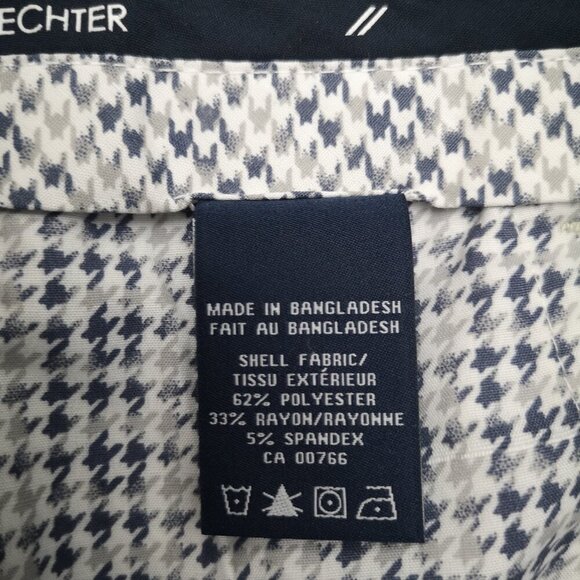 ECHTER //
MADE IN BANGLADESH
FAIT AU BANGLADESH
SHELL FABRIC/
TISSU EXTÉRIEUR
62% POLYESTER
33% RAYON/RAYONNE
5% SPANDEX
CA 00766